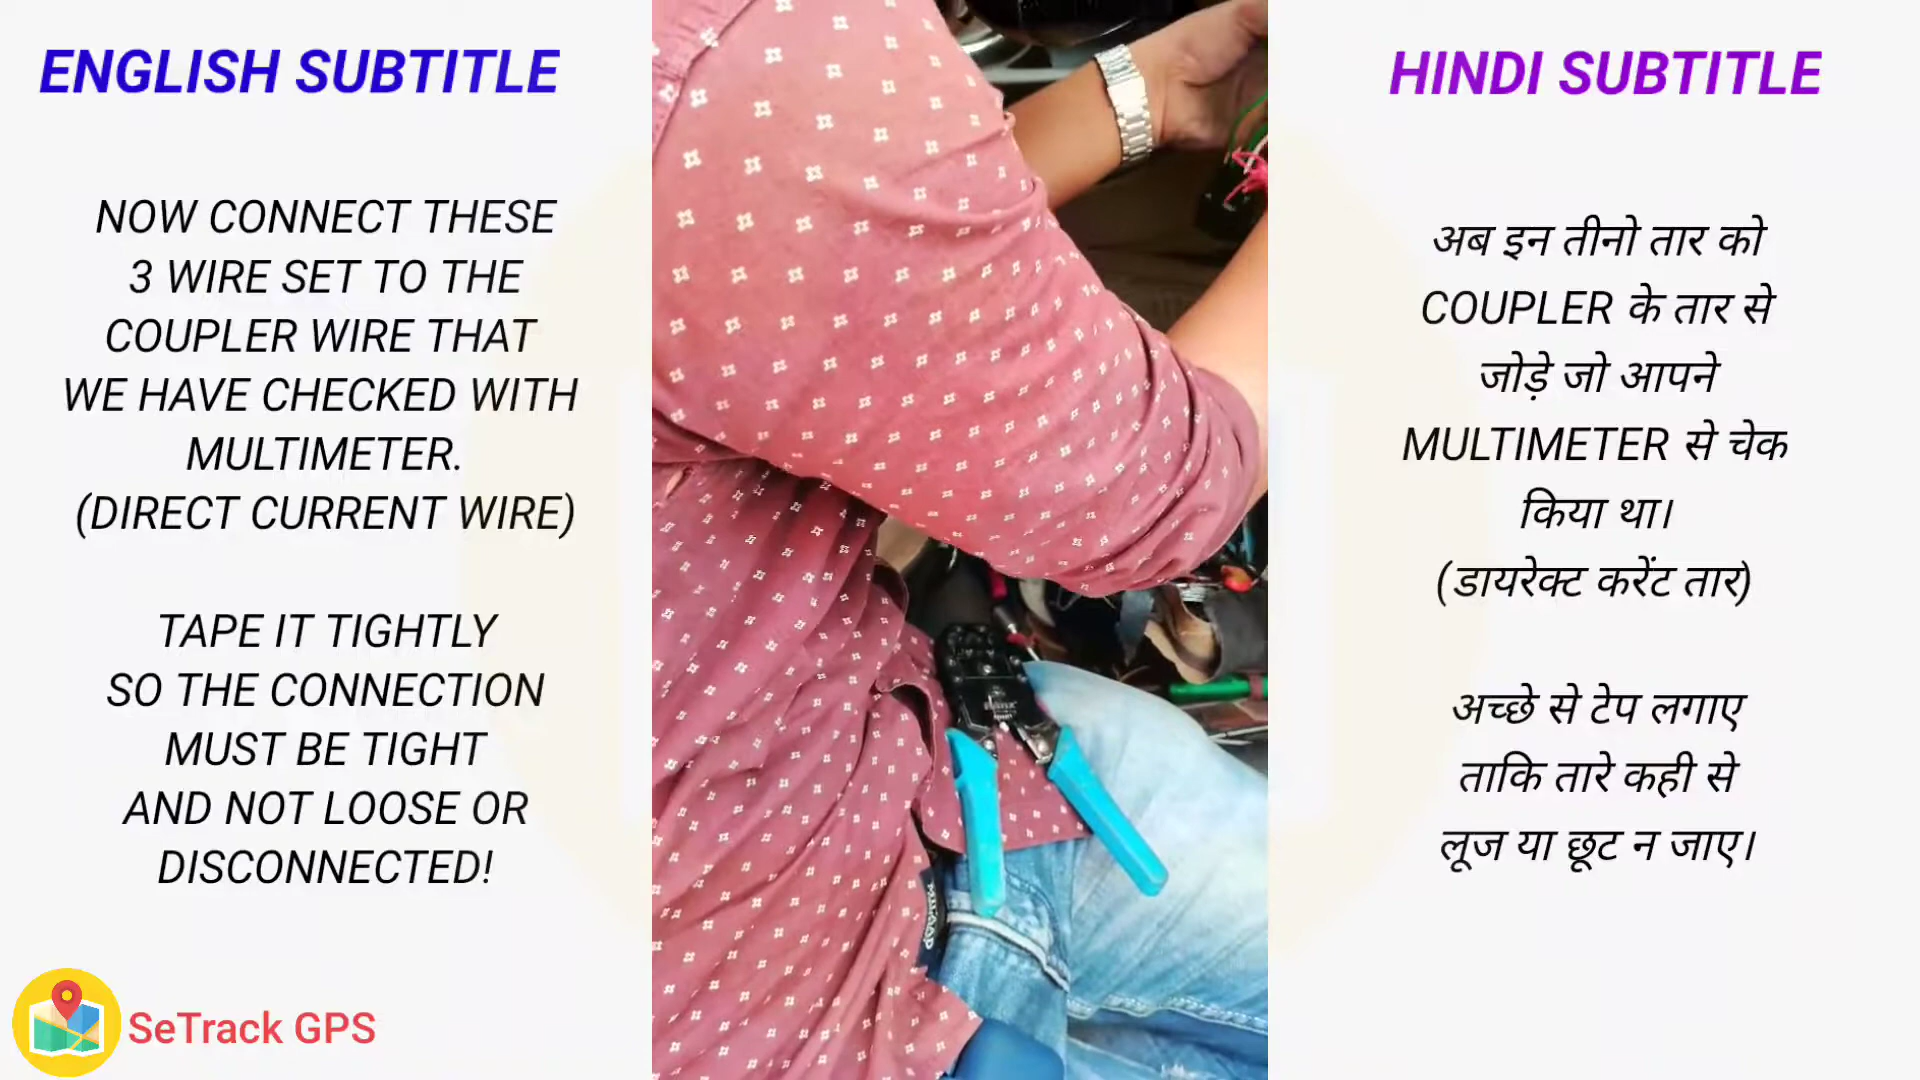 ENGLISH SUBTITLE
NOW CONNECT THESE
3 WIRE SET TO THE
COUPLER WIRE THAT
WE HAVE CHECKED WITH
MULTIMETER.
(DIRECT CURRENT WIRE)
TAPE IT TIGHTLY
SO THE CONNECTION
MUST BE TIGHT
AND NOT LOOSE OR
DISCONNECTED!
SeTrack GPS
HINDI SUBTITLE
अब इन तीनो तार को
COUPLER के तार से
जोड़े जो आपने
MULTIMETER से चेक
किया था।
(डायरेक्ट करेंट तार)
अच्छे से टेप लगाए
ताकि तारे कही से
लूज या छूट न जाए।